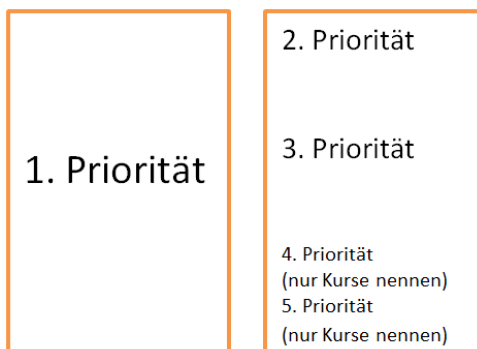 1. Priorität
2. Priorität
3. Priorität
4. Priorität
(nur Kurse nennen)
5. Priorität
(nur Kurse nennen)